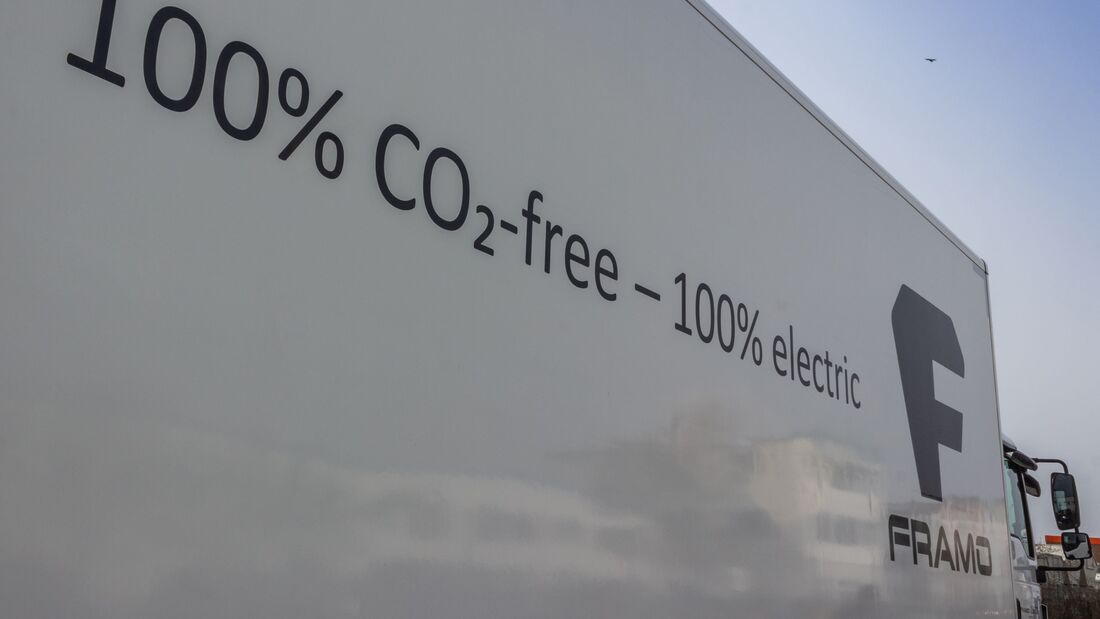 100% CO₂-free – 100% electric
FRAMO